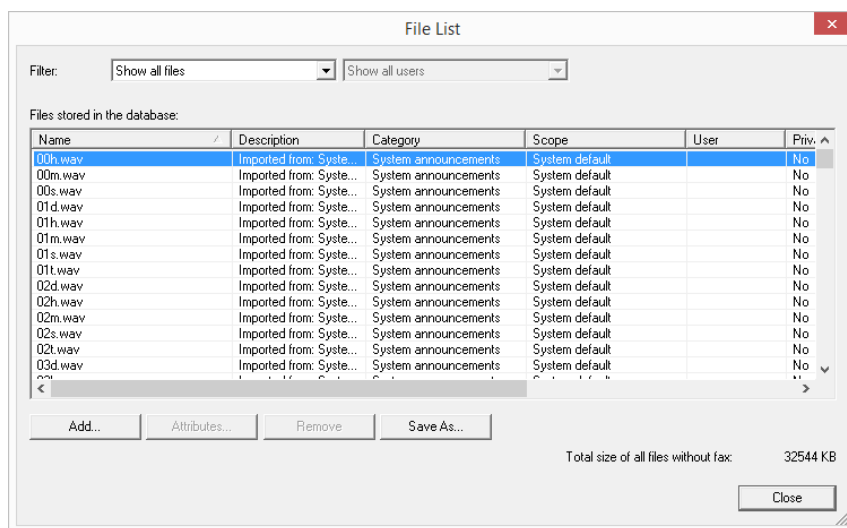 File List
Filter: Show all files Show all users
Files stored in the database:
Name Description Category Scope User Priv.
00h.wav Imported from: Syste... System announcements System default No
00m.wav Imported from: Syste... System announcements System default No
00s.wav Imported from: Syste... System announcements System default No
01d.wav Imported from: Syste... System announcements System default No
01h.wav Imported from: Syste... System announcements System default No
01m.wav Imported from: Syste... System announcements System default No
01s.wav Imported from: Syste... System announcements System default No
01t.wav Imported from: Syste... System announcements System default No
02d.wav Imported from: Syste... System announcements System default No
02h.wav Imported from: Syste... System announcements System default No
02m.wav Imported from: Syste... System announcements System default No
02s.wav Imported from: Syste... System announcements System default No
02t.wav Imported from: Syste... System announcements System default No
03d.wav Imported from: Syste... System announcements System default No
Add... Attributes... Remove Save As...
Total size of all files without fax: 32544 KB
Close